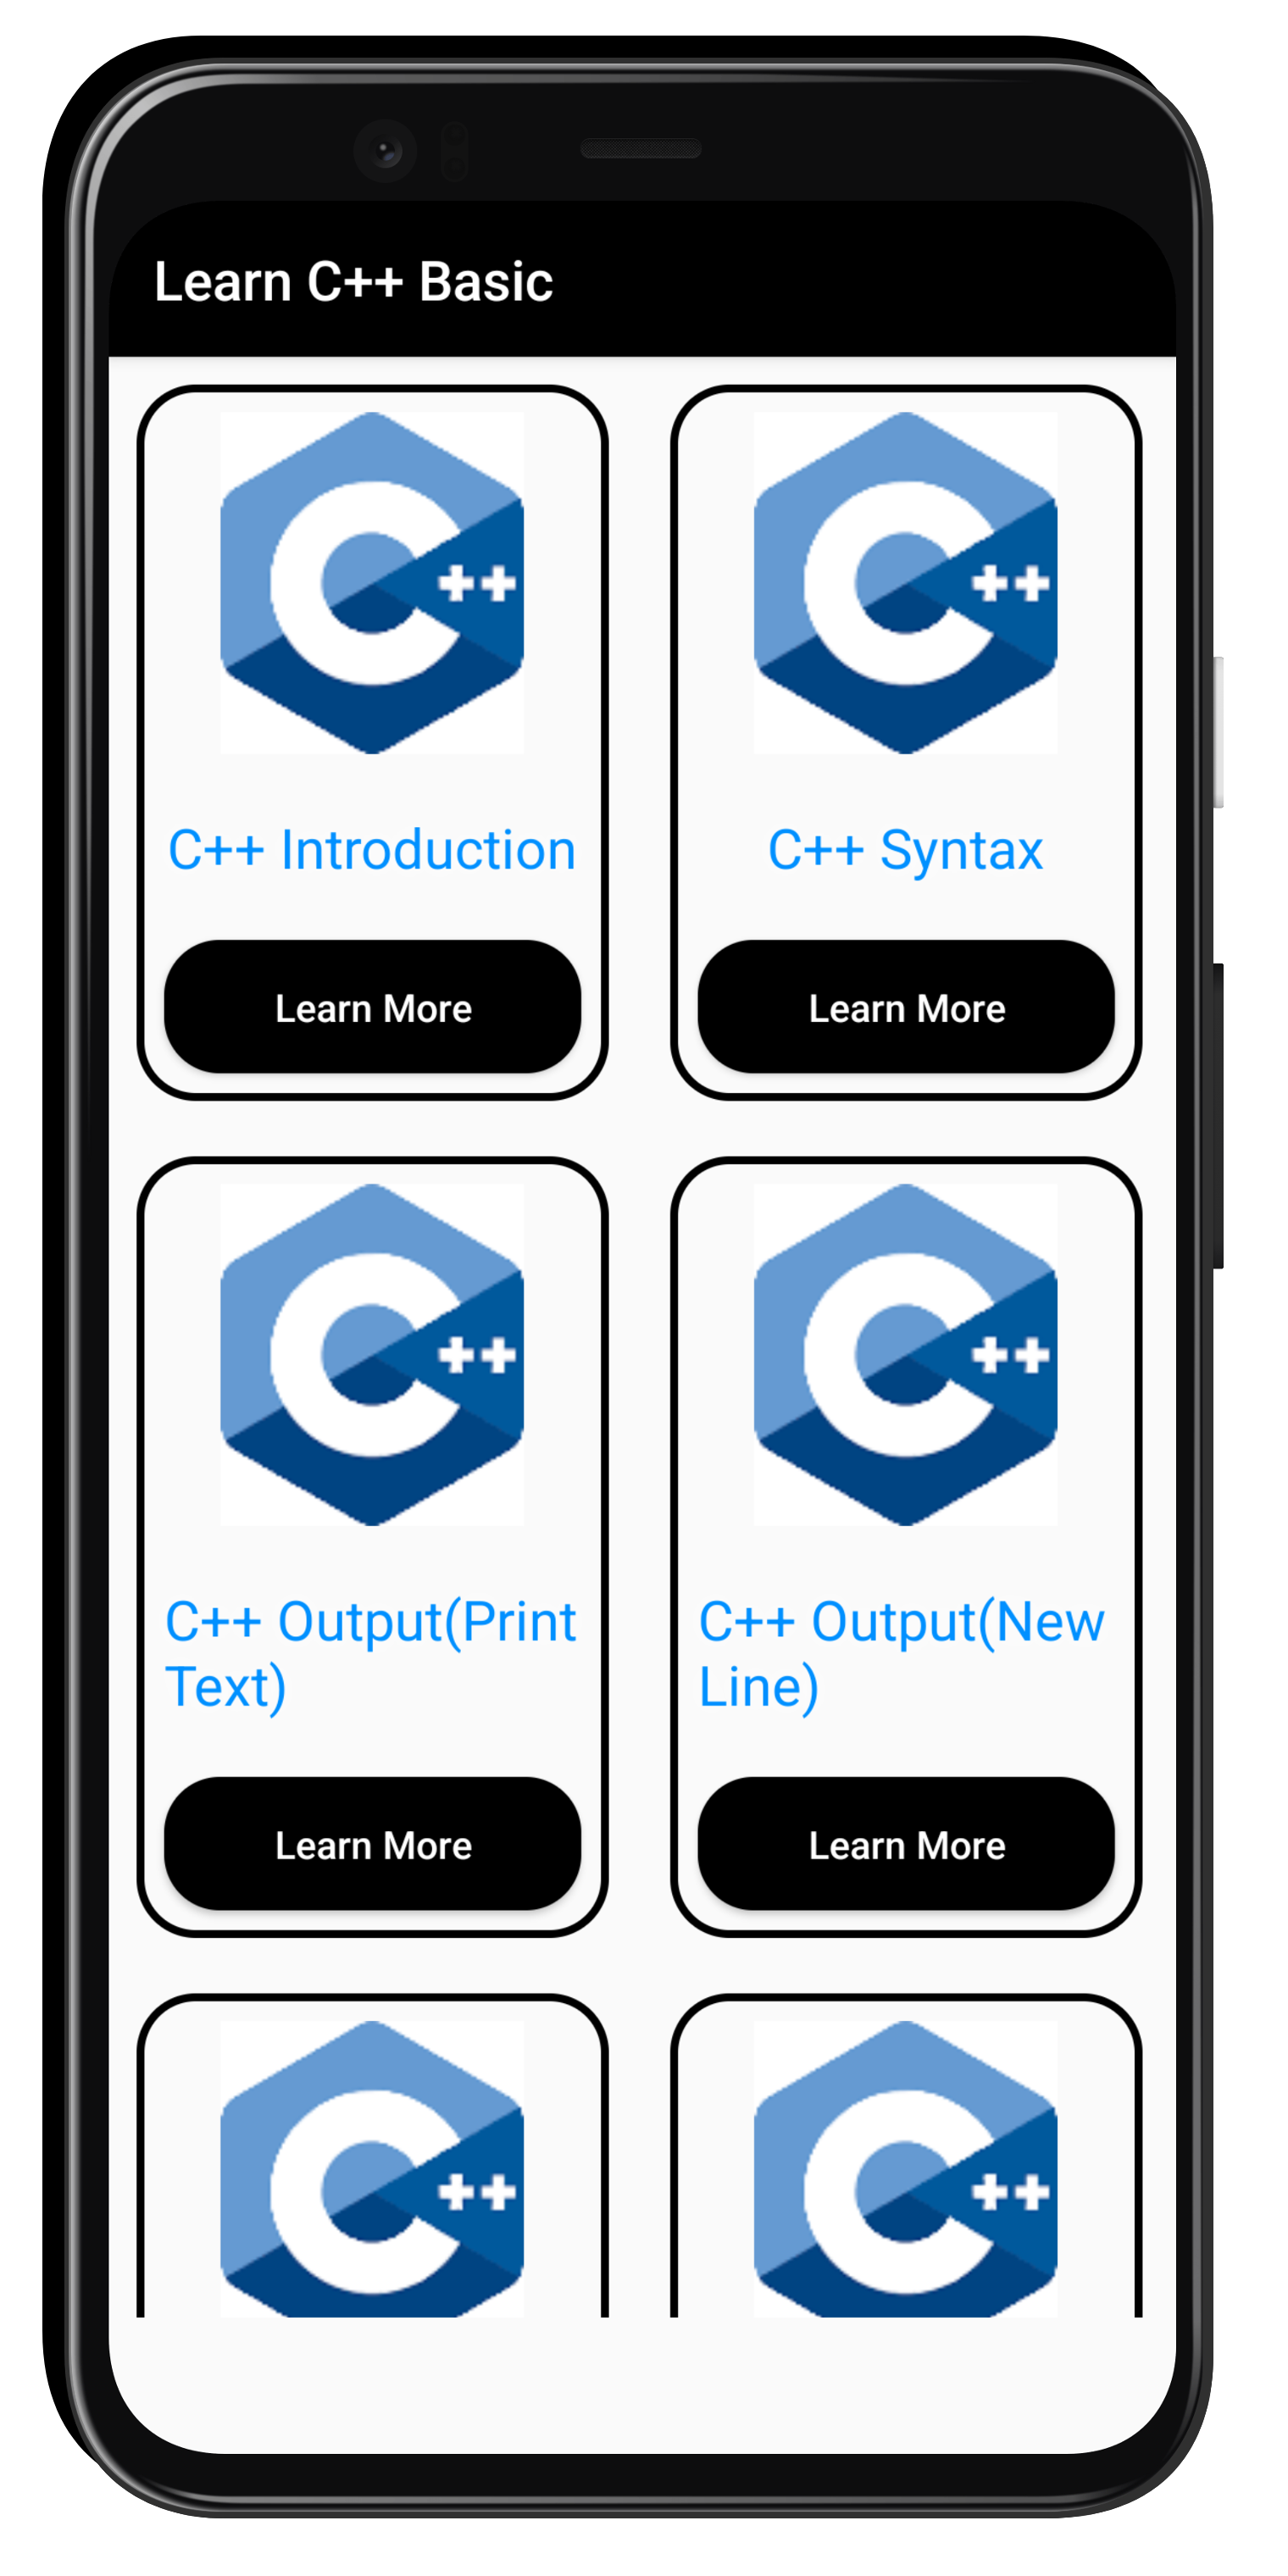 Learn C++ Basic
C++
C++
C++ Introduction
C++ Syntax
Learn More
Learn More
C++
C++
C++ Output(Print
Text)
C++ Output(New
Line)
Learn More
Learn More
C++
C++